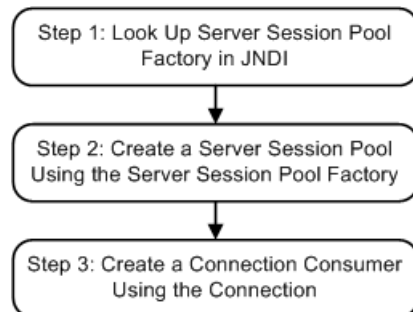 Step 1: Look Up Server Session Pool
Factory in JNDI
Step 2: Create a Server Session Pool
Using the Server Session Pool Factory
Step 3: Create a Connection Consumer
Using the Connection